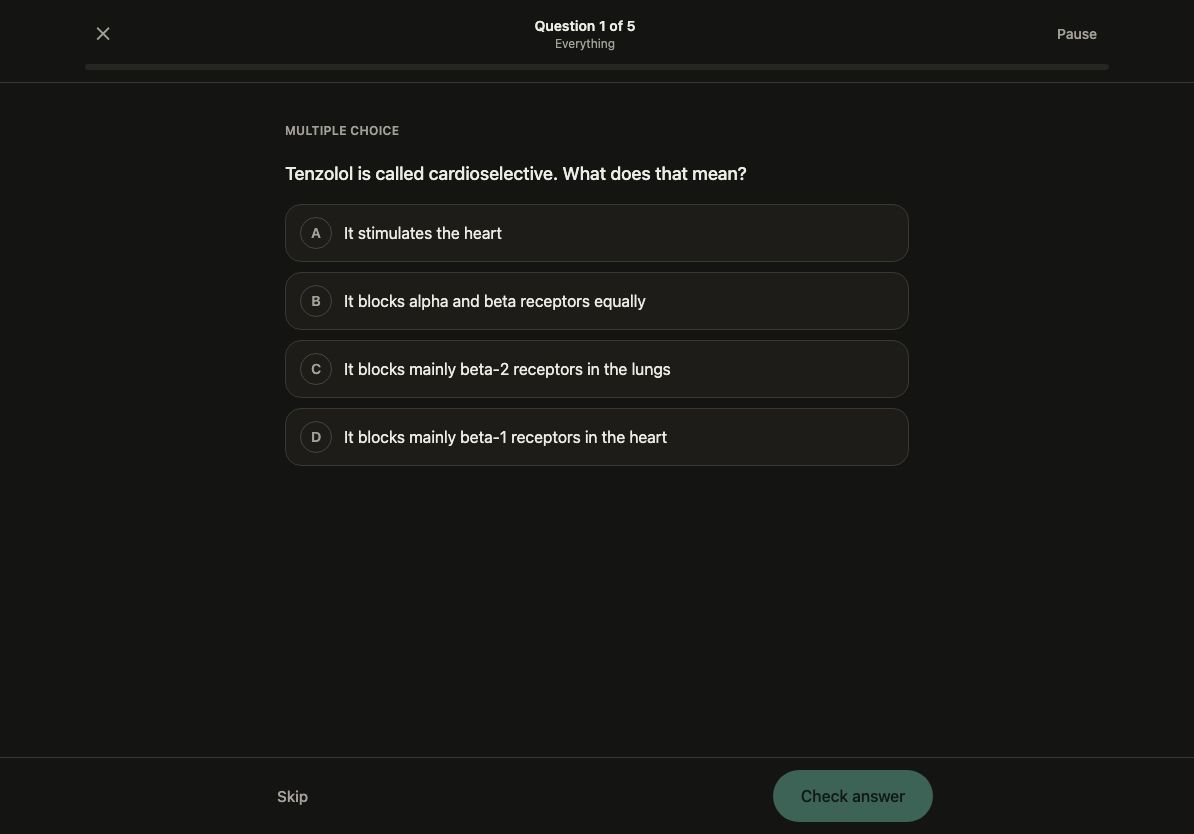 Question 1 of 5
Everything
Pause
MULTIPLE CHOICE
Tenzolol is called cardioselective. What does that mean?
A It stimulates the heart
B It blocks alpha and beta receptors equally
C It blocks mainly beta-2 receptors in the lungs
D It blocks mainly beta-1 receptors in the heart
Skip
Check answer